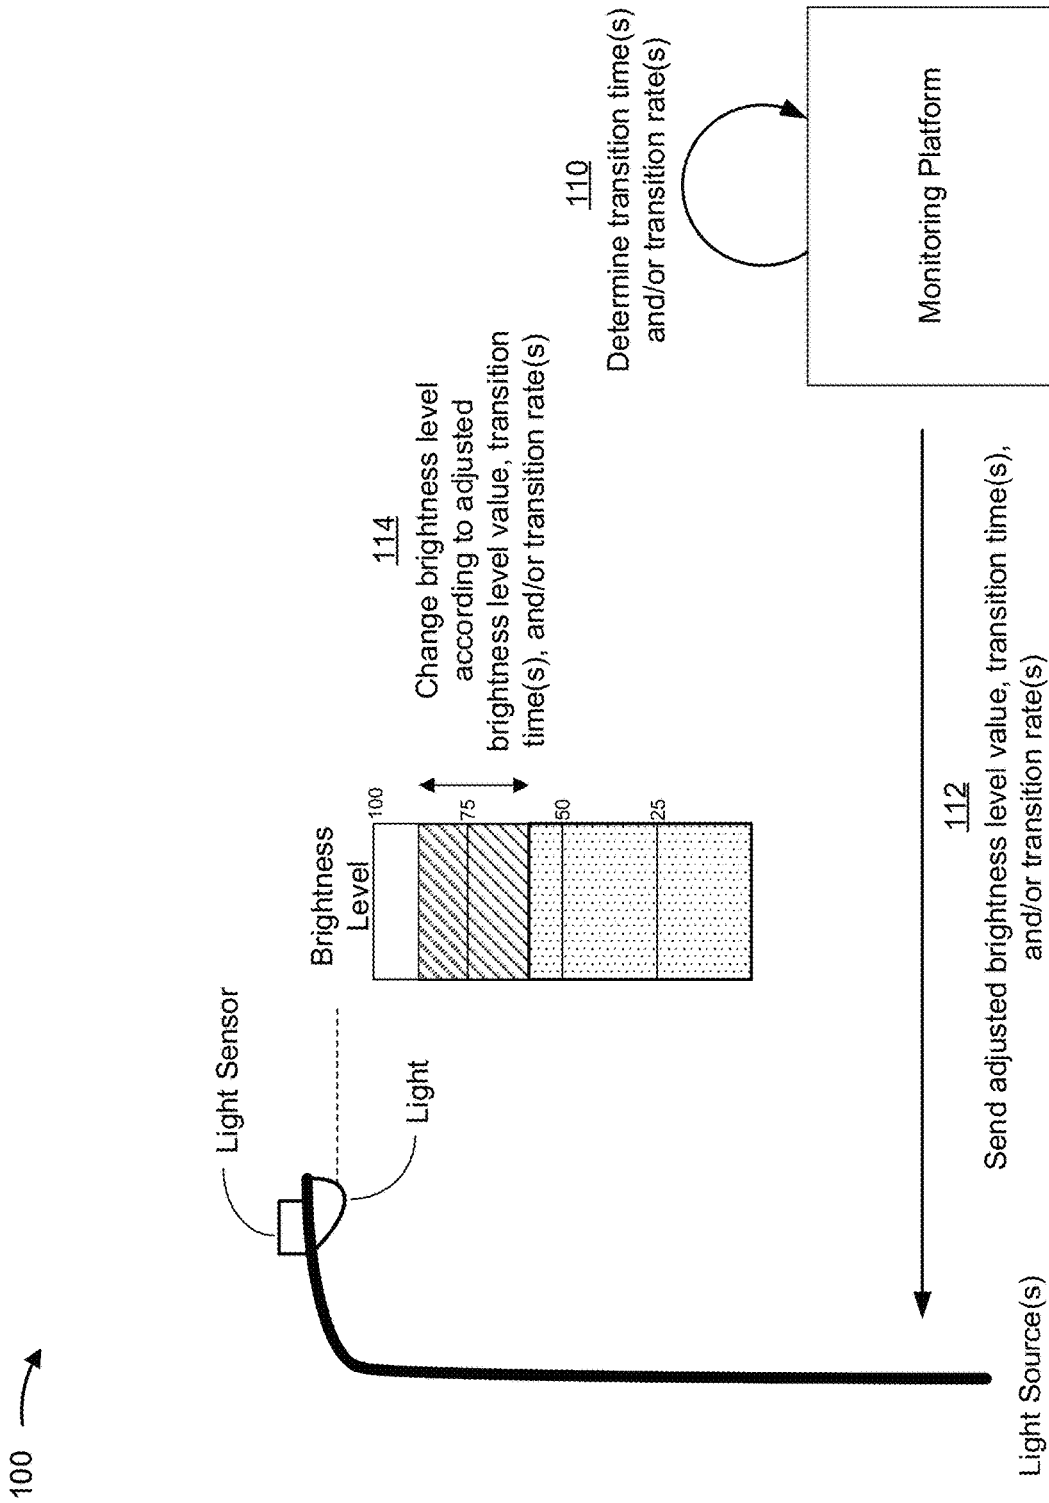 100
Light Sensor
Light
Brightness
Level
100
75
50
25
114
Change brightness level
according to adjusted
brightness level value, transition
time(s), and/or transition rate(s)
110
Determine transition time(s)
and/or transition rate(s)
Monitoring Platform
112
Send adjusted brightness level value, transition time(s),
and/or transition rate(s)
Light Source(s)